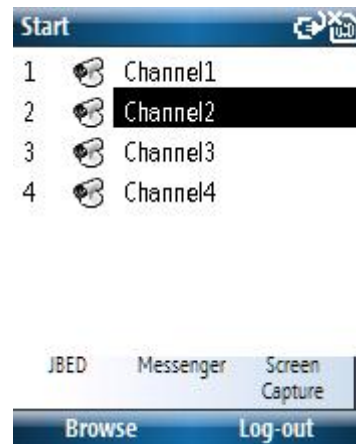 Start
1 Channel1
2 Channel2
3 Channel3
4 Channel4
JBED Messenger Screen
Capture
Browse Log-out